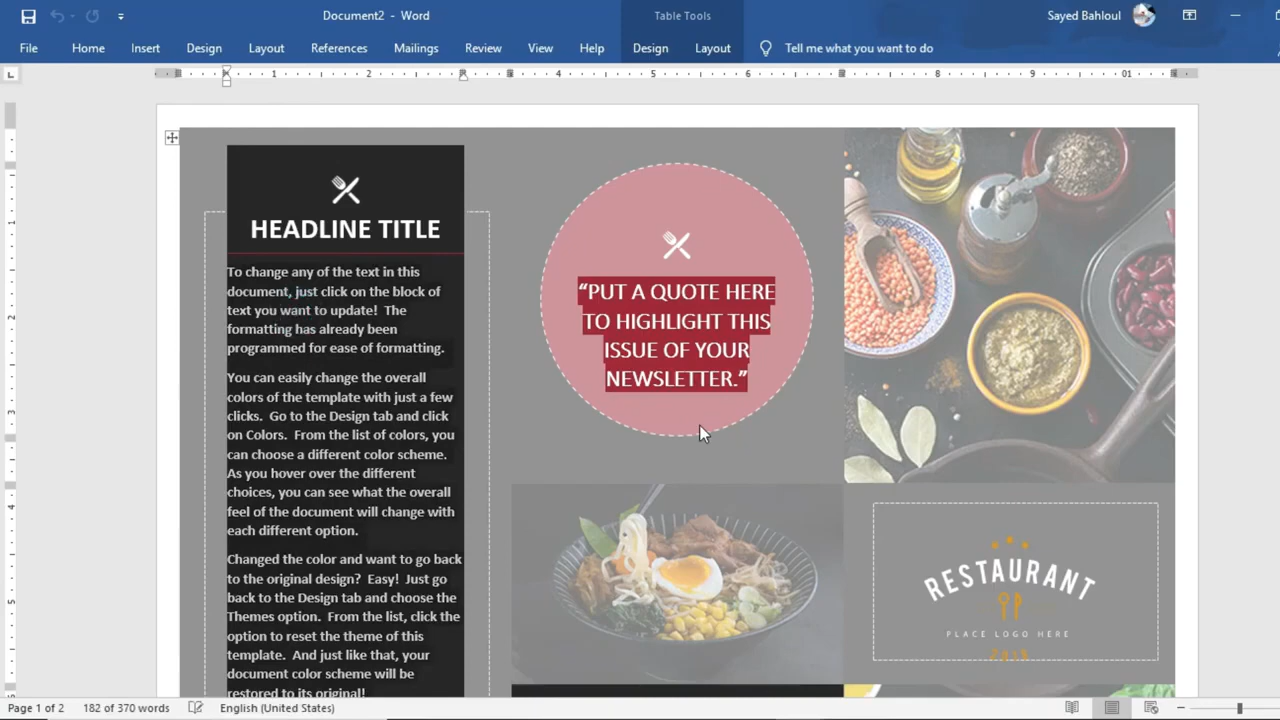 Document2 - Word
Table Tools
Sayed Bahloul
File Home Insert Design Layout References Mailings Review View Help Design Layout Tell me what you want to do
1 2 4 5 6 8 9 01
HEADLINE TITLE
To change any of the text in this
document, just click on the block of
text you want to update! The
formatting has already been
programmed for ease of formatting.
You can easily change the overall
colors of the template with just a few
clicks. Go to the Design tab and click
on Colors. From the list of colors, you
can choose a different color scheme.
As you hover over the different
choices, you can see what the overall
feel of the document will change with
each different option.
Changed the color and want to go back
to the original design? Easy! Just go
back to the Design tab and choose the
Themes option. From the list, click the
option to reset the theme of this
template. And just like that, your
document color scheme will be
restored to its original!
“PUT A QUOTE HERE
TO HIGHLIGHT THIS
ISSUE OF YOUR
NEWSLETTER.”
RESTAURANT
PLACE LOGO HERE
2018
Page 1 of 2 182 of 370 words English (United States)